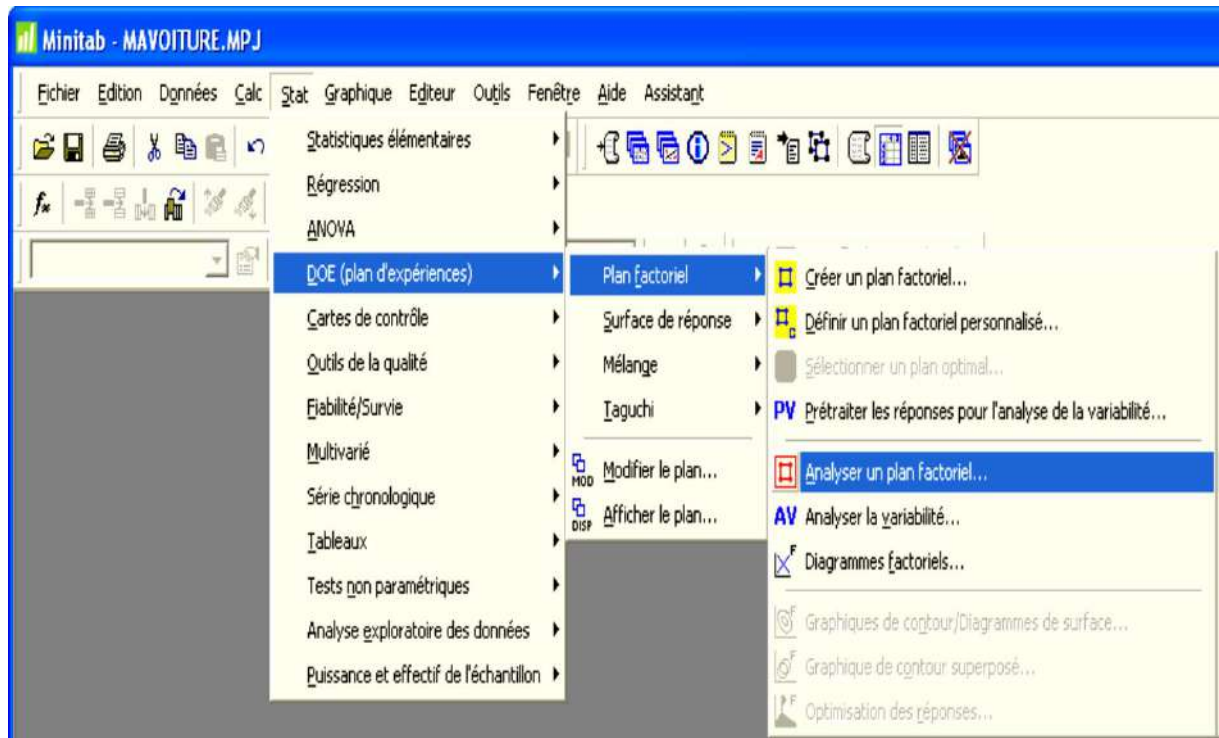 Minitab - MAVOITURE.MPJ
Fichier Edition Données Calc Stat Graphique Editeur Outils Fenêtre Aide Assistant
Statistiques élémentaires
Régression
ANOVA
DOE (plan d'expériences)
Cartes de contrôle
Outils de la qualité
Fiabilité/Survie
Multivarié
Série chronologique
Tableaux
Tests non paramétriques
Analyse exploratoire des données
Puissance et effectif de l'échantillon
Plan factoriel
Surface de réponse
Mélange
Taguchi
MOD Modifier le plan...
DISP Afficher le plan...
Créer un plan factoriel...
Définir un plan factoriel personnalisé...
Sélectionner un plan optimal...
PV Prétraiter les réponses pour l'analyse de la variabilité...
Analyser un plan factoriel...
AV Analyser la variabilité...
F Diagrammes factoriels...
F Graphiques de contour/Diagrammes de surface...
F Graphique de contour superposé...
F Optimisation des réponses...